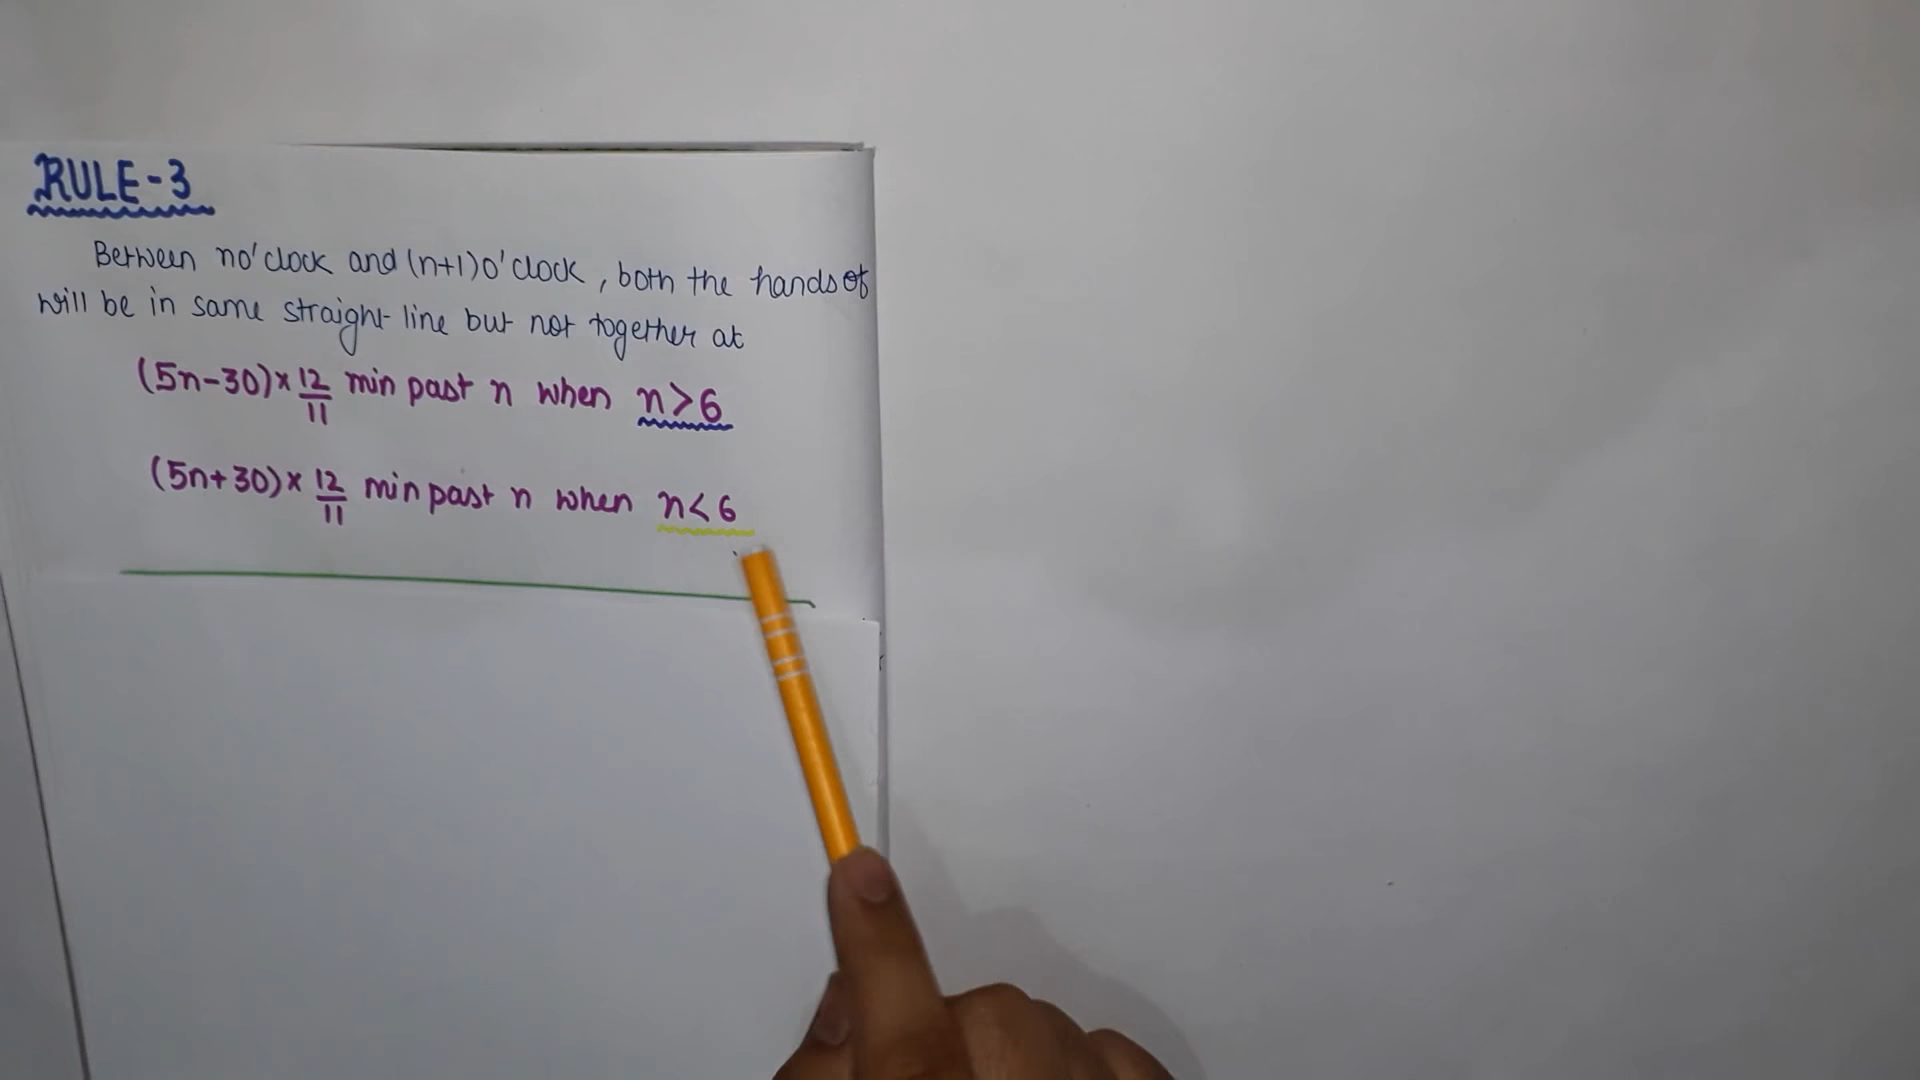 RULE-3
Between no'clock and (n+1)o'clock, both the hands of
will be in same straight line but not together at
(5n-30)× 12/11 min past n when n>6
(5n+30)× 12/11 min past n when n<6